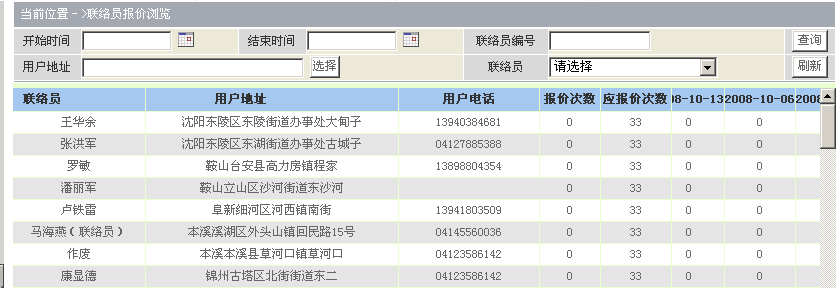 当前位置 - ->联络员报价浏览
开始时间 结束时间 联络员编号 查询
用户地址 选择 联络员 请选择 刷新
联络员 用户地址 用户电话 报价次数 应报价次数 08-10-13 2008-10-06 2008
王华余 沈阳东陵区东陵街道办事处大甸子 13940384681 0 33 0 0
张洪军 沈阳东陵区东湖街道办事处古城子 04127885388 0 33 0 0
罗敏 鞍山台安县高力房镇程家 13898804354 0 33 0 0
潘丽军 鞍山立山区沙河街道东沙河 0 33 0 0
卢铁雷 阜新细河区河西镇南街 13941803509 0 33 0 0
马海燕（联络员） 本溪溪湖区外头山镇回民路15号 04145560036 0 33 0 0
作废 本溪本溪县草河口镇草河口 04123586142 0 33 0 0
康显德 锦州古塔区北街街道东二 04123586142 0 33 0 0